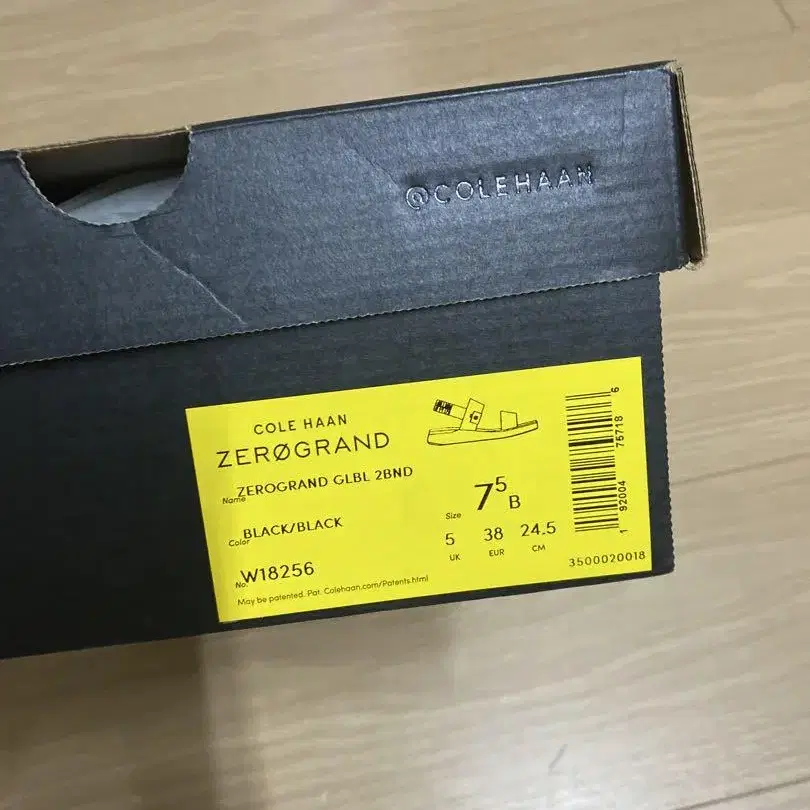 @COLEHAAN
COLE HAAN
ZERØGRAND
Name ZEROGRAND GLBL 2BND
Color BLACK/BLACK
No. W18256
May be patented. Pat. Colehaan.com/Patents.html
Size 7⁵ B
5 38 24.5
UK EUR CM
1 92004 75718 6
3500020018